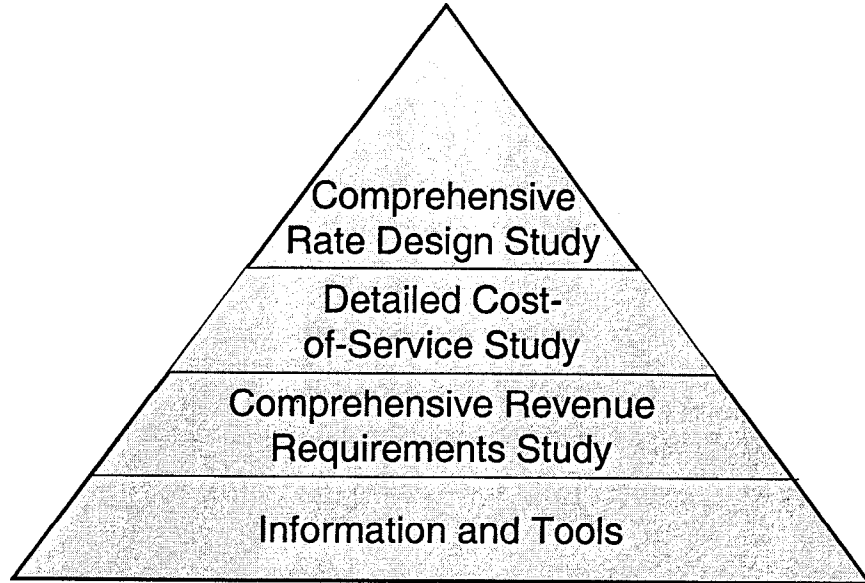 Comprehensive
Rate Design Study
Detailed Cost-
of-Service Study
Comprehensive Revenue
Requirements Study
Information and Tools